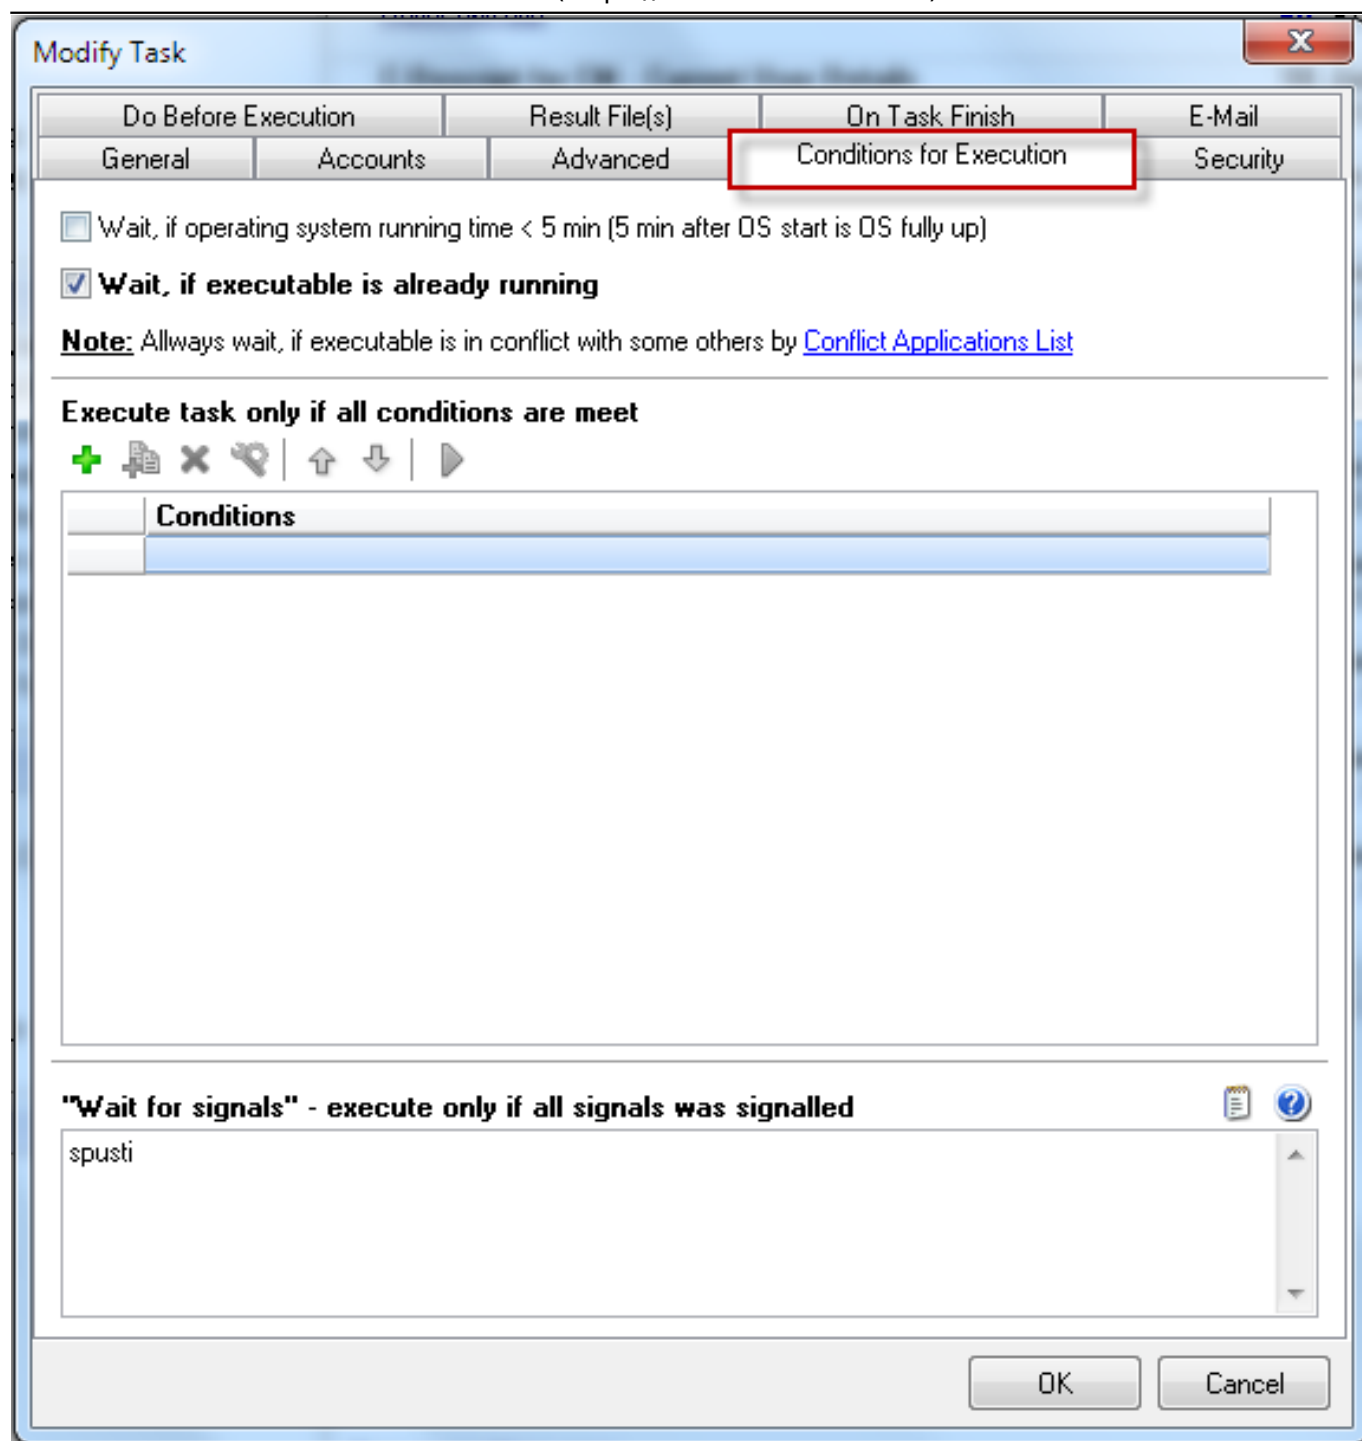 Modify Task
Do Before Execution Result File(s) On Task Finish E-Mail
General Accounts Advanced Conditions for Execution Security
Wait, if operating system running time < 5 min (5 min after OS start is OS fully up)
Wait, if executable is already running
Note: Allways wait, if executable is in conflict with some others by Conflict Applications List
Execute task only if all conditions are meet
Conditions
"Wait for signals" - execute only if all signals was signalled
spusti
OK Cancel